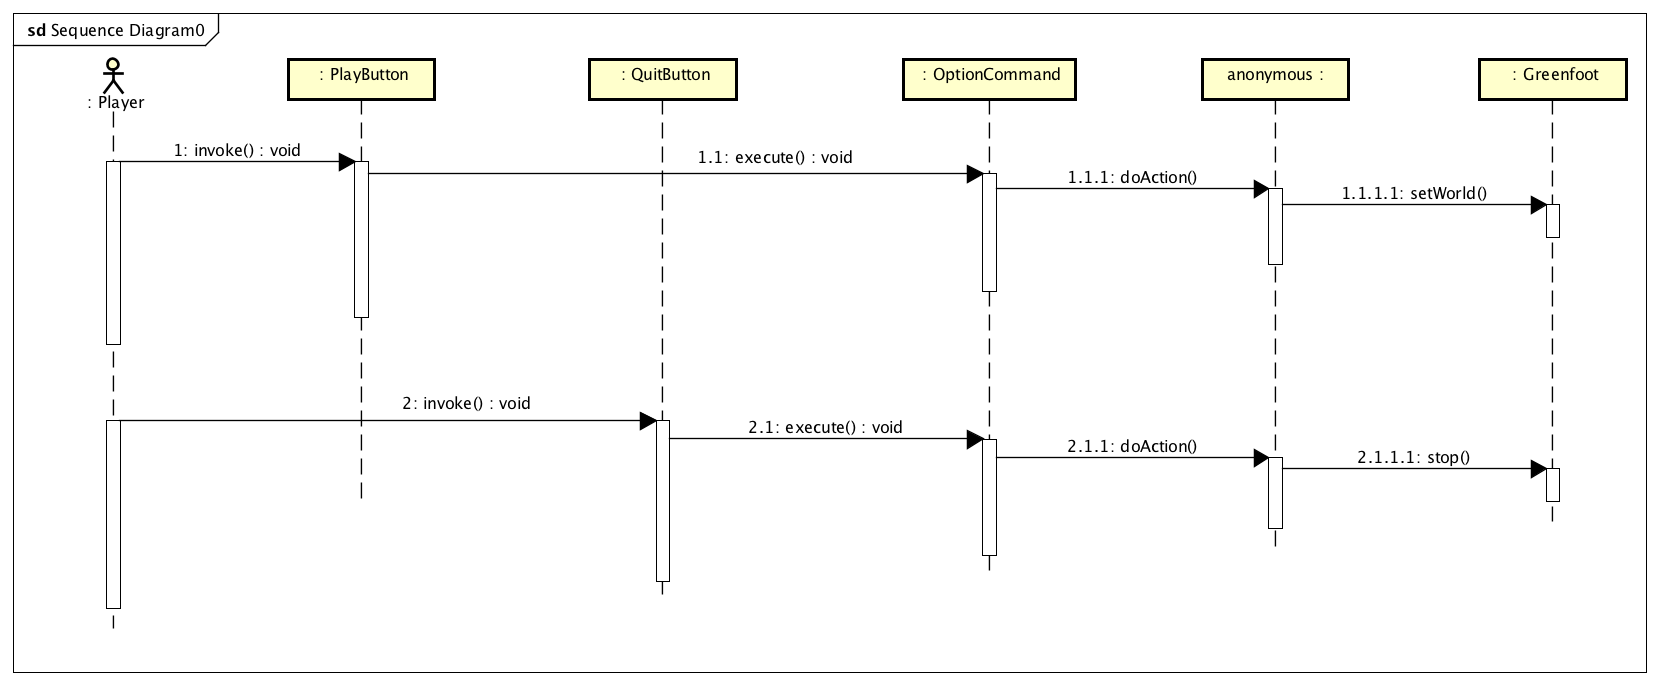 sd Sequence Diagram0
: Player
: PlayButton
: QuitButton
: OptionCommand
anonymous :
: Greenfoot
1: invoke() : void
1.1: execute() : void
1.1.1: doAction()
1.1.1.1: setWorld()
2: invoke() : void
2.1: execute() : void
2.1.1: doAction()
2.1.1.1: stop()